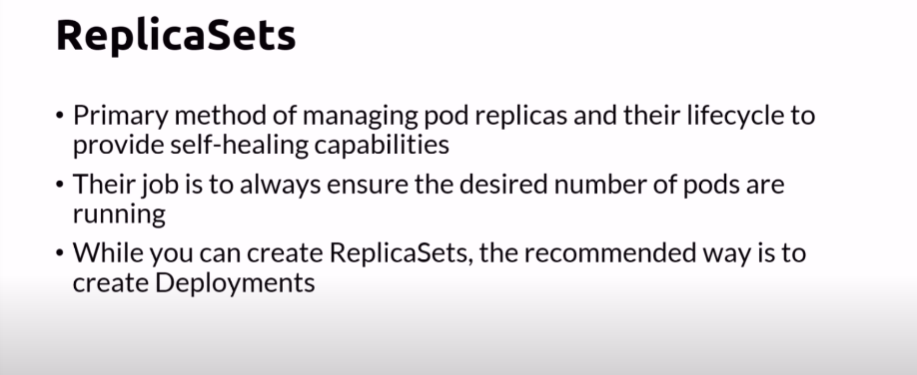 ReplicaSets
• Primary method of managing pod replicas and their lifecycle to
provide self-healing capabilities
• Their job is to always ensure the desired number of pods are
running
• While you can create ReplicaSets, the recommended way is to
create Deployments